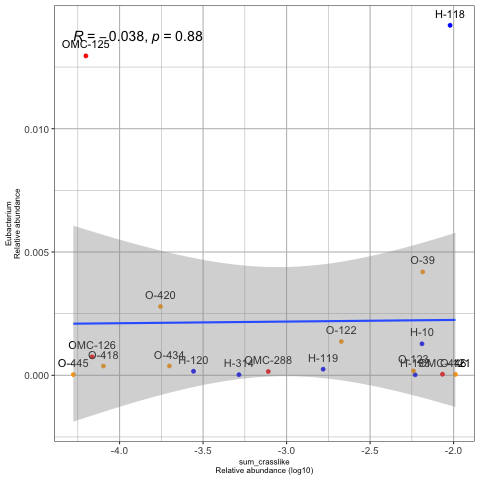 H-118
R = −0.038, p = 0.88
OMC-125
0.010
Eubacterium
Relative abundance
0.005
O-39
O-420
O-122
H-10
OMC-126
O-418
O-434
H-120
H-119
OMC-288
O-123
O-445
0.000
-4.0
-3.5
-3.0
-2.5
-2.0
sum_crasslike
Relative abundance (log10)